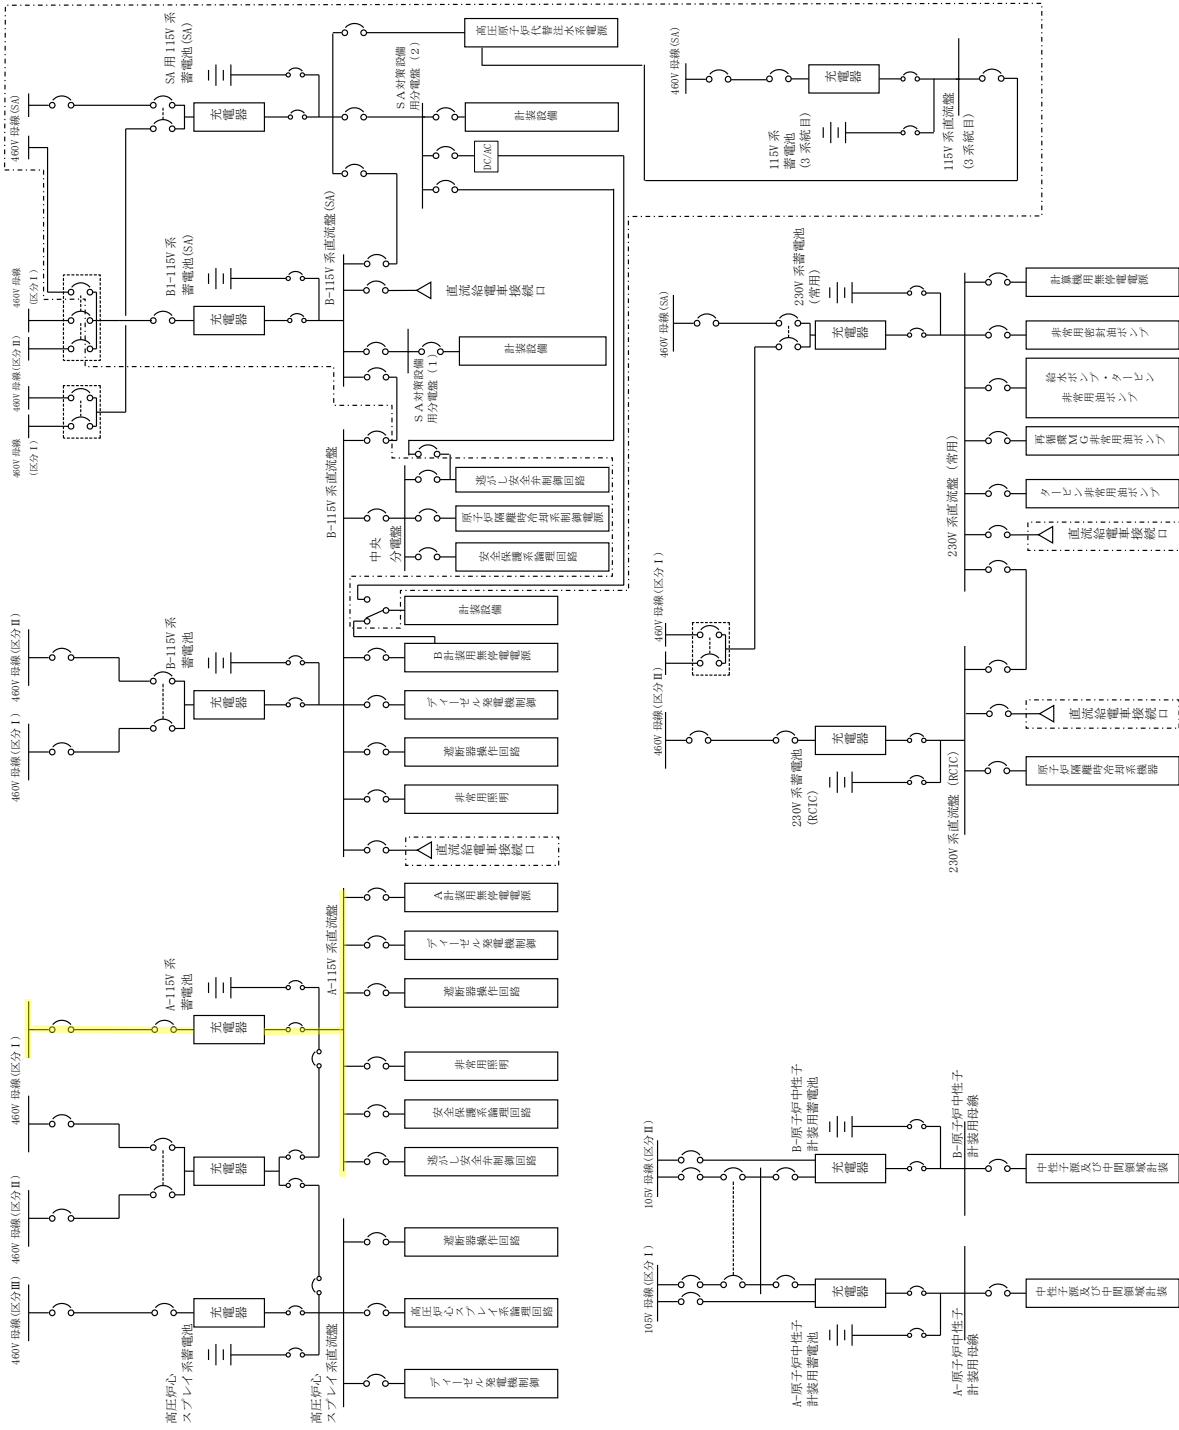 460V 母線(区分Ⅲ)
460V 母線(区分Ⅱ)
460V 母線(区分Ⅰ)
460V 母線(区分Ⅰ)
460V 母線(区分Ⅱ)
460V 母線
(区分Ⅰ)
460V 母線(区分Ⅱ)
460V 母線
(区分Ⅰ)
460V 母線(SA)
高圧炉心
スプレイ系蓄電池
充電器
充電器
A-115V 系
蓄電池
充電器
B-115V 系
蓄電池
充電器
B1-115V 系
蓄電池(SA)
充電器
SA 用 115V 系
蓄電池(SA)
充電器
高圧炉心
スプレイ系直流盤
ディーゼル発電機制御
高圧炉心スプレイ系論理回路
遮断器操作回路
A-115V 系直流盤
逃がし安全弁制御回路
安全保護系論理回路
非常用照明
遮断器操作回路
ディーゼル発電機制御
A計装用無停電電源
B-115V 系直流盤
直流給電車接続口
非常用照明
遮断器操作回路
ディーゼル発電機制御
B計装用無停電電源
計装設備
中央
分電盤
安全保護系論理回路
原子炉隔離時冷却系制御電源
逃がし安全弁制御回路
B-115V 系直流盤(SA)
SA対策設備
用分電盤(1)
計装設備
直流給電車接続口
SA対策設備
用分電盤(2)
DC/AC
計装設備
高圧原子炉代替注水系電源
460V 母線(SA)
充電器
115V 系
蓄電池
(3 系統目)
115V 系直流盤
(3 系統目)
105V 母線(区分Ⅰ)
105V 母線(区分Ⅱ)
A-原子炉中性子
計装用蓄電池
充電器
B-原子炉中性子
計装用蓄電池
充電器
A-原子炉中性子
計装用母線
中性子源及び中間領域計装
B-原子炉中性子
計装用母線
中性子源及び中間領域計装
460V 母線(区分Ⅱ)
460V 母線(区分Ⅰ)
460V 母線(SA)
230V 系蓄電池
(RCIC)
充電器
230V 系蓄電池
(常用)
充電器
230V 系直流盤(RCIC)
原子炉隔離時冷却系機器
直流給電車接続口
230V 系直流盤(常用)
直流給電車接続口
タービン非常用油ポンプ
再循環MG非常用油ポンプ
給水ポンプ・タービン
非常用油ポンプ
非常用密封油ポンプ
計算機用無停電電源